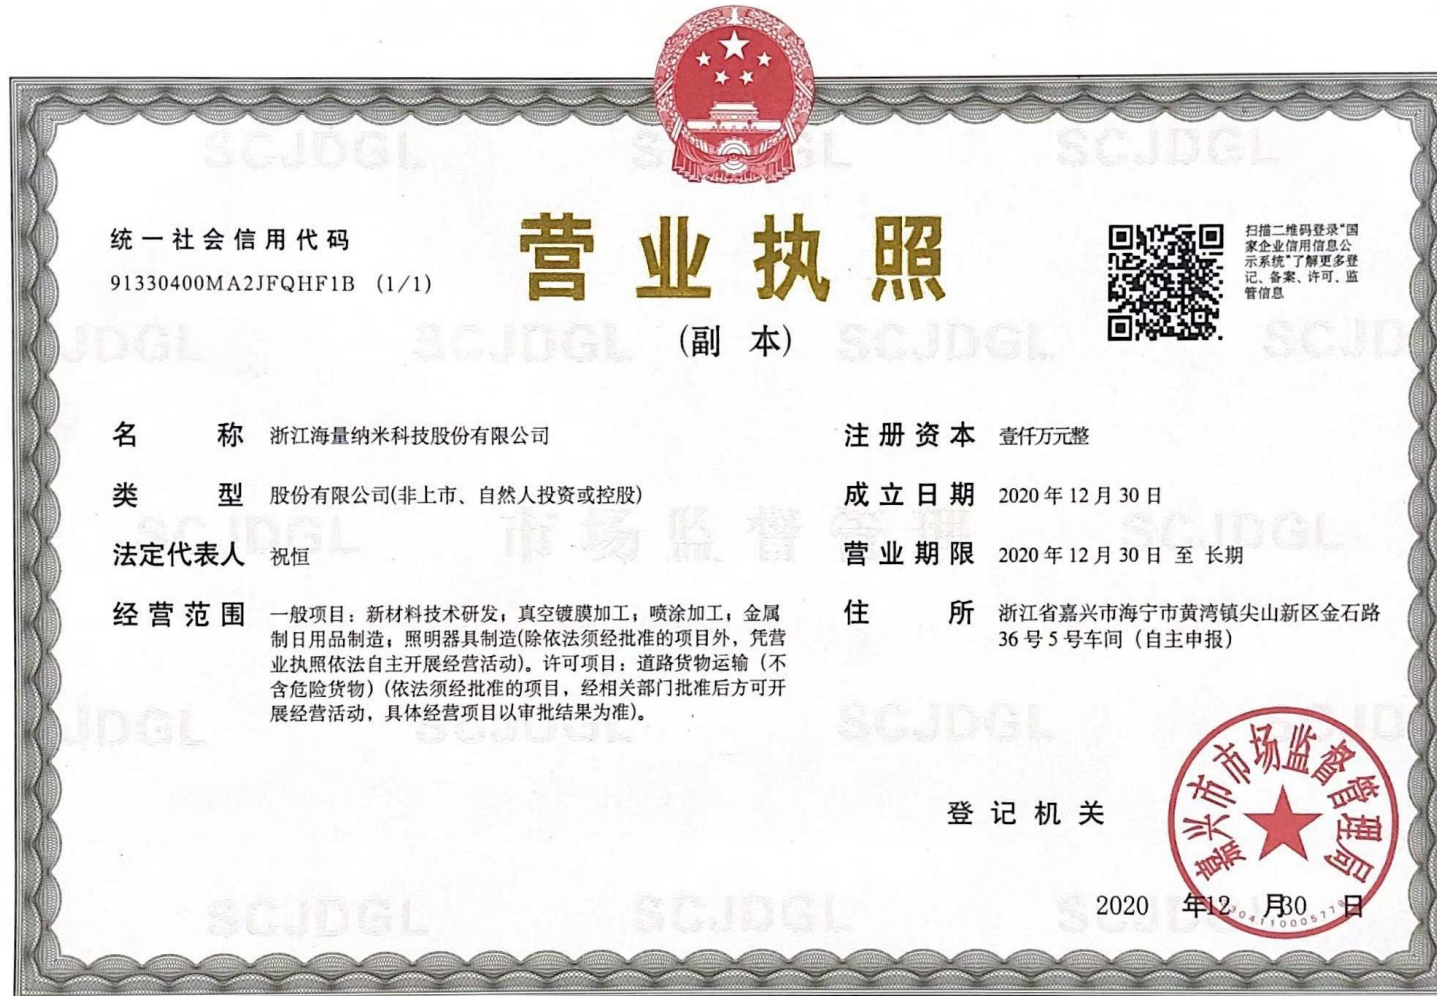 统一社会信用代码
91330400MA2JFQHF1B (1/1)
营业执照
(副 本)
扫描二维码登录“国
家企业信用信息公
示系统”了解更多登
记、备案、许可、监
管信息
名 称 浙江海量纳米科技股份有限公司
类 型 股份有限公司(非上市、自然人投资或控股)
法定代表人 祝恒
经营范围 一般项目：新材料技术研发；真空镀膜加工；喷涂加工；金属
制日用品制造；照明器具制造(除依法须经批准的项目外，凭营
业执照依法自主开展经营活动)。许可项目：道路货物运输（不
含危险货物）(依法须经批准的项目，经相关部门批准后方可开
展经营活动，具体经营项目以审批结果为准)。
注册资本 壹仟万元整
成立日期 2020年12月30日
营业期限 2020年12月30日 至 长期
住 所 浙江省嘉兴市海宁市黄湾镇尖山新区金石路
36号5号车间（自主申报）
登记机关
嘉兴市市场监督管理局
2020 年12 月30 日
SCJDGL
市场监督管理